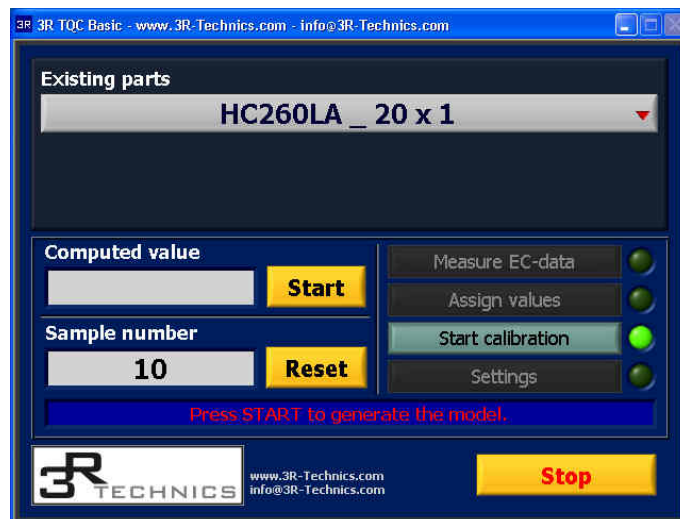 3R 3R TQC Basic - www.3R-Technics.com - info@3R-Technics.com
Existing parts
HC260LA _ 20 x 1
Computed value
Start
Sample number
10
Reset
Measure EC-data
Assign values
Start calibration
Settings
Press START to generate the model.
3R TECHNICS
www.3R-Technics.com
info@3R-Technics.com
Stop